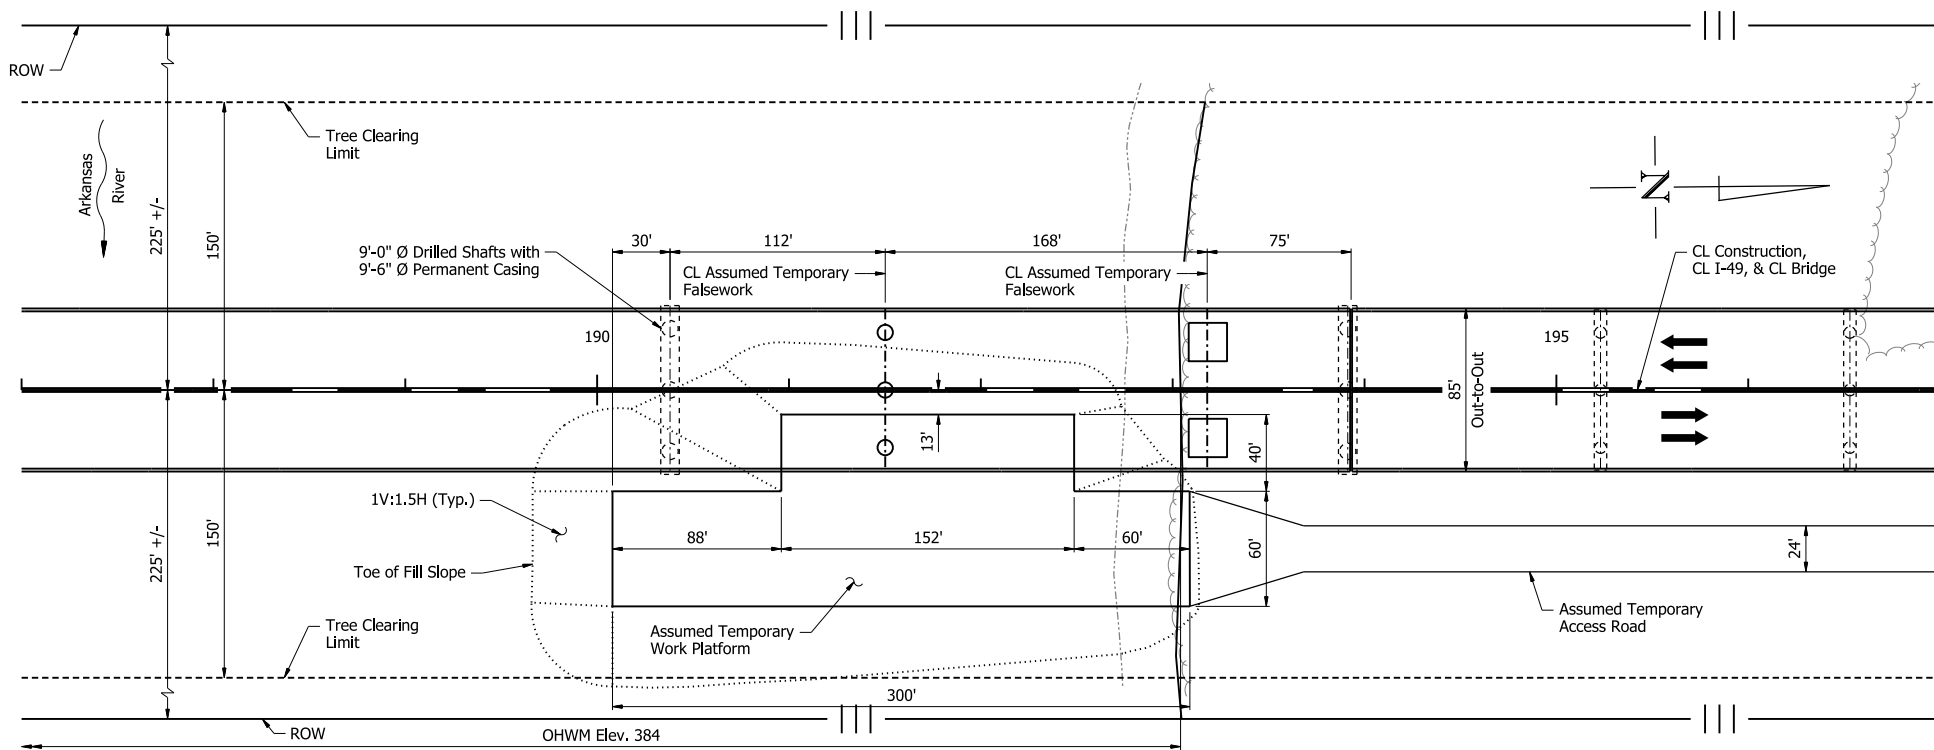 ROW
Tree Clearing
Limit
Arkansas
River
225' +/-
150'
9'-0" Ø Drilled Shafts with
9'-6" Ø Permanent Casing
30'
112'
168'
75'
CL Assumed Temporary
Falsework
CL Assumed Temporary
Falsework
N
CL Construction,
CL I-49, & CL Bridge
190
195
85'
Out-to-Out
13'
40'
1V:1.5H (Typ.)
88'
152'
60'
60'
24'
Toe of Fill Slope
225' +/-
150'
Tree Clearing
Limit
Assumed Temporary
Work Platform
Assumed Temporary
Access Road
300'
ROW
OHWM Elev. 384